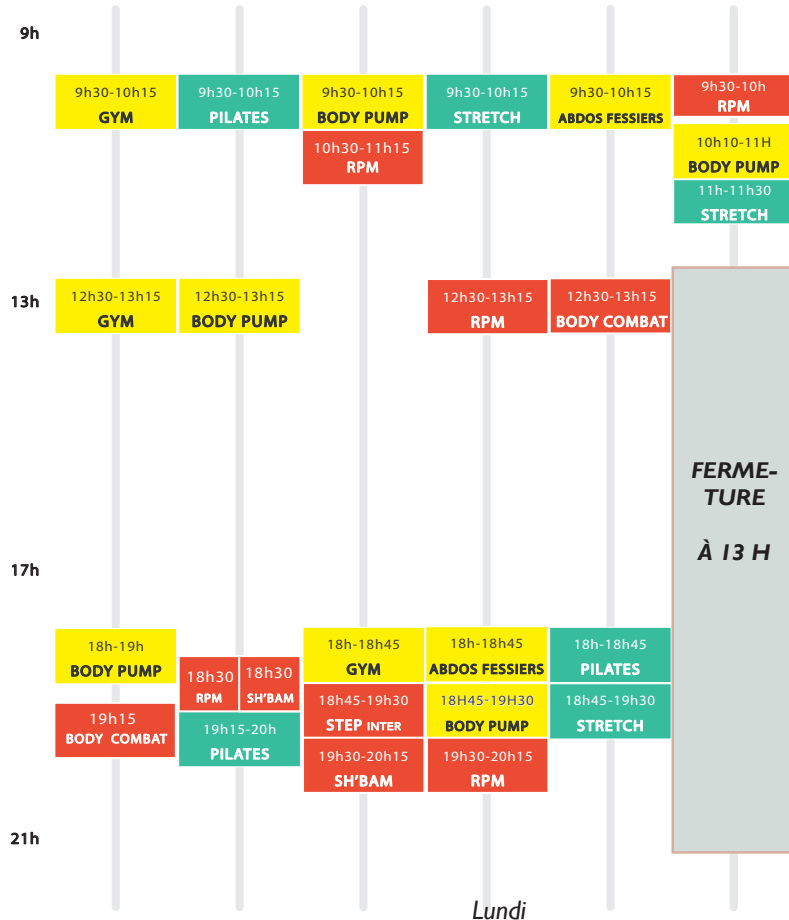 9h
9h30-10h15
GYM
9h30-10h15
PILATES
9h30-10h15
BODY PUMP
9h30-10h15
STRETCH
9h30-10h15
ABDOS FESSIERS
9h30-10h
RPM
10h30-11h15
RPM
10h10-11H
BODY PUMP
11h-11h30
STRETCH
13h
12h30-13h15
GYM
12h30-13h15
BODY PUMP
12h30-13h15
RPM
12h30-13h15
BODY COMBAT
FERME-
TURE
À 13 H
17h
18h-19h
BODY PUMP
18h30
RPM
18h30
SH'BAM
18h-18h45
GYM
18h-18h45
ABDOS FESSIERS
18h-18h45
PILATES
19h15
BODY COMBAT
19h15-20h
PILATES
18h45-19h30
STEP INTER
18H45-19H30
BODY PUMP
18h45-19h30
STRETCH
19h30-20h15
SH'BAM
19h30-20h15
RPM
21h
Lundi